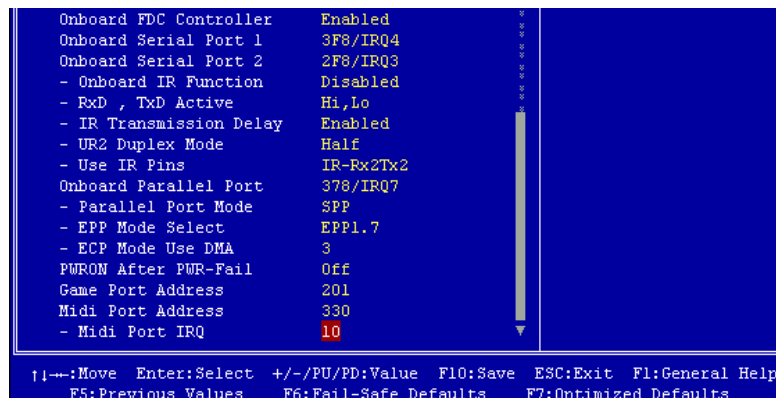 Onboard FDC Controller Enabled
Onboard Serial Port 1 3F8/IRQ4
Onboard Serial Port 2 2F8/IRQ3
- Onboard IR Function Disabled
- RxD , TxD Active Hi,Lo
- IR Transmission Delay Enabled
- UR2 Duplex Mode Half
- Use IR Pins IR-Rx2Tx2
Onboard Parallel Port 378/IRQ7
- Parallel Port Mode SPP
- EPP Mode Select EPP1.7
- ECP Mode Use DMA 3
PWRON After PWR-Fail Off
Game Port Address 201
Midi Port Address 330
- Midi Port IRQ 10
↑↓→←:Move Enter:Select +/-/PU/PD:Value F10:Save ESC:Exit F1:General Help
F5:Previous Values F6:Fail-Safe Defaults F7:Optimized Defaults